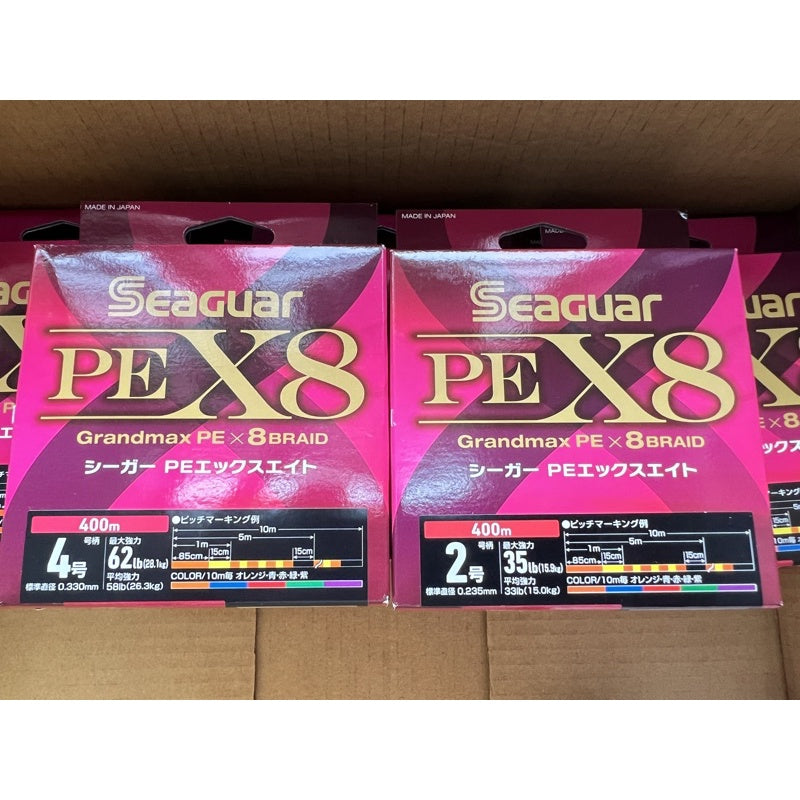 MADE IN JAPAN
SEAGUAR
PEX8
Grandmax PE×8BRAID
シーガー PEエックスエイト
400m
●ピッチマーキング例
10m
5m
1m
85cm 15cm 15cm
4号
号柄
最大強力
62Lb(28.1kg)
平均強力
58lb(26.3kg)
標準直径 0.330mm
COLOR/10m毎 オレンジ・青・赤・緑・紫
MADE IN JAPAN
SEAGUAR
PEX8
Grandmax PE×8BRAID
シーガー PEエックスエイト
400m
●ピッチマーキング例
10m
5m
1m
85cm 15cm 15cm
2号
号柄
最大強力
35lb(15.9kg)
平均強力
33lb(15.0kg)
標準直径 0.235mm
COLOR/10m毎 オレンジ・青・赤・緑・紫